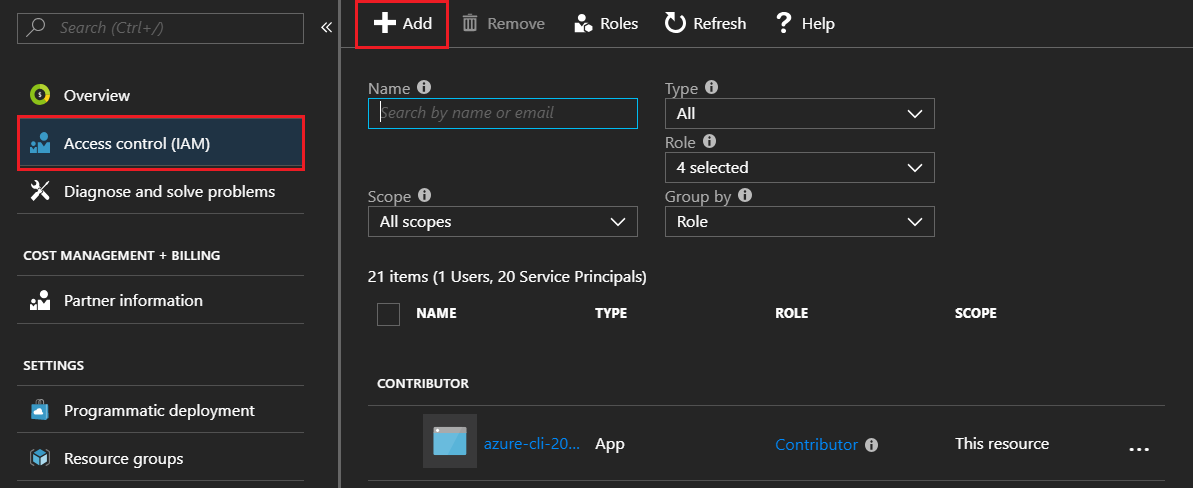 Search (Ctrl+/)
«
Overview
Access control (IAM)
Diagnose and solve problems
COST MANAGEMENT + BILLING
Partner information
SETTINGS
Programmatic deployment
Resource groups
Add
Remove
Roles
Refresh
? Help
Name
Search by name or email
Type
All
Role
4 selected
Scope
All scopes
Group by
Role
21 items (1 Users, 20 Service Principals)
NAME TYPE ROLE SCOPE
CONTRIBUTOR
azure-cli-20... App Contributor This resource ...